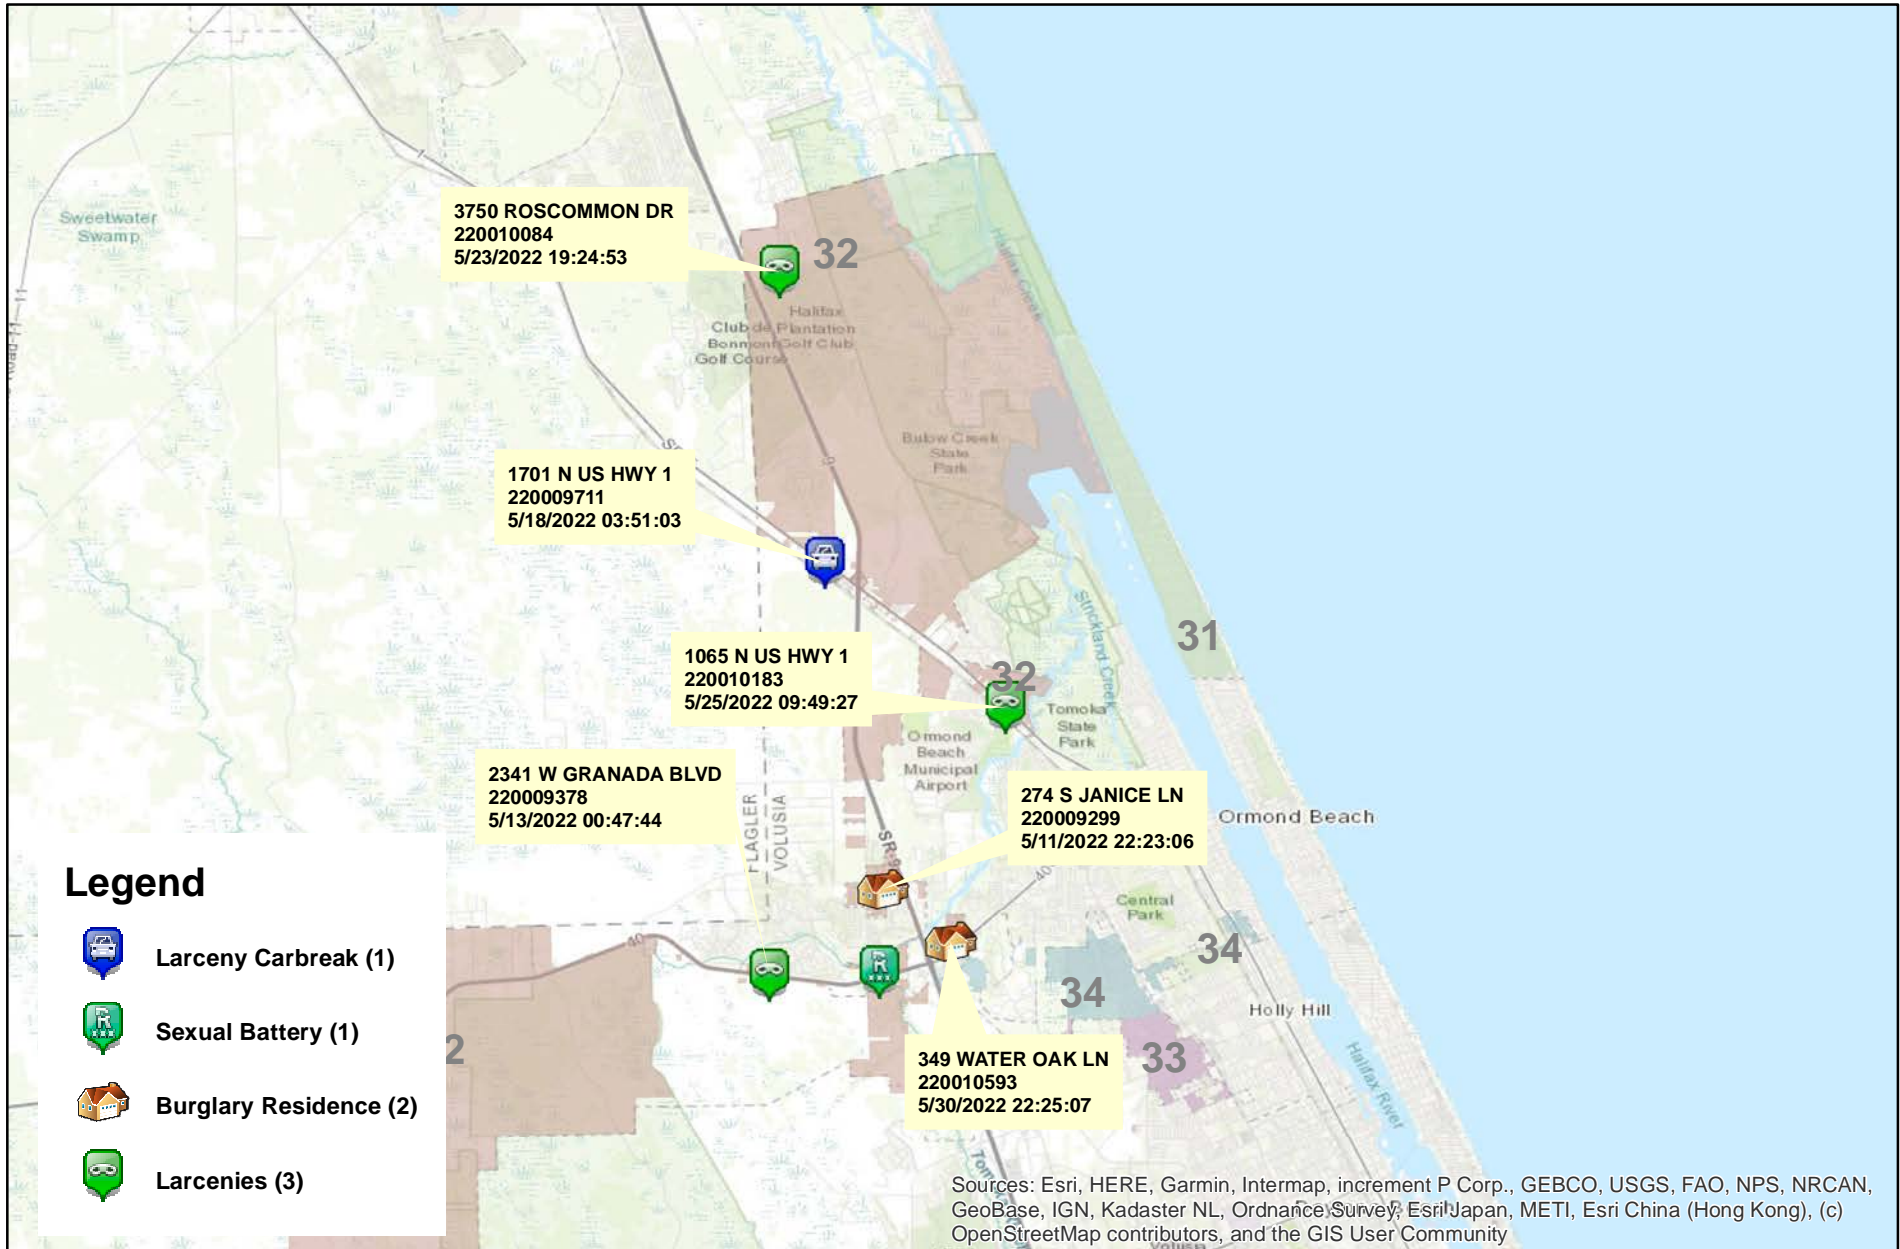 Sweetwater
Swamp
3750 ROSCOMMON DR
220010084
5/23/2022 19:24:53
32
Halifax Creek
Halifax
Plantation
Golf Club
Club de
Bonmont
Golf Course
Bulow Creek
State
Park
1701 N US HWY 1
220009711
5/18/2022 03:51:03
31
Strickland Creek
1065 N US HWY 1
220010183
5/25/2022 09:49:27
32
Tomoka
State
Park
Ormond
Beach
Municipal
Airport
2341 W GRANADA BLVD
220009378
5/13/2022 00:47:44
FLAGLER
VOLUSIA
274 S JANICE LN
220009299
5/11/2022 22:23:06
Ormond Beach
40
Central
Park
40
34
34
Holly Hill
33
Halifax River
349 WATER OAK LN
220010593
5/30/2022 22:25:07
2
Legend
Larceny Carbreak (1)
Sexual Battery (1)
Burglary Residence (2)
Larcenies (3)
Sources: Esri, HERE, Garmin, Intermap, increment P Corp., GEBCO, USGS, FAO, NPS, NRCAN,
GeoBase, IGN, Kadaster NL, Ordnance Survey, Esri Japan, METI, Esri China (Hong Kong), (c)
OpenStreetMap contributors, and the GIS User Community